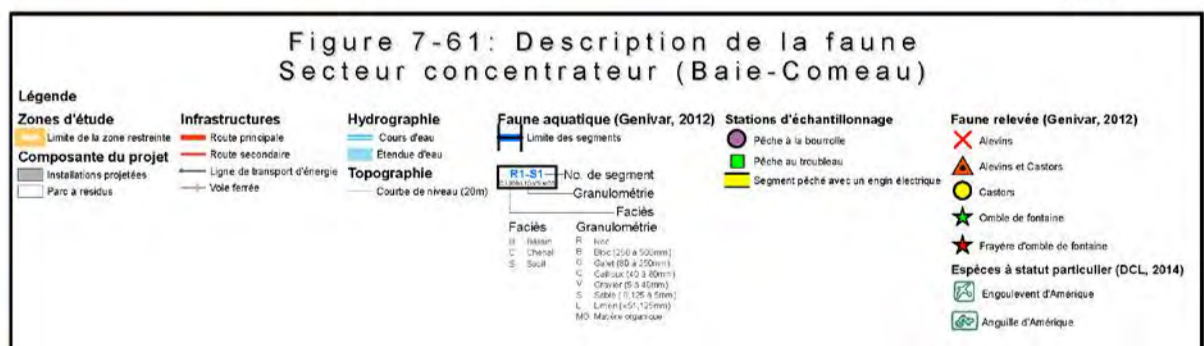 Figure 7-61: Description de la faune
Secteur concentrateur (Baie-Comeau)
Légende
Zones d'étude
Limite de la zone restreinte
Composante du projet
Installations projetées
Parc à résidus
Infrastructures
Route principale
Route secondaire
Ligne de transport d'énergie
Voie ferrée
Hydrographie
Cours d'eau
Étendue d'eau
Topographie
Courbe de niveau (20m)
Faune aquatique (Genivar, 2012)
Limite des segments
R1-S1
No. de segment
Granulométrie
Faciès
Faciès
B Bassin
C Chenal
S Seuil
Granulométrie
R Roc
B Bloc (250 à 500mm)
G Galet (80 à 250mm)
C Cailloux (40 à 80mm)
V Gravier (5 à 40mm)
S Sable (0,125 à 5mm)
L Limon
MO Matière organique
Stations d'échantillonnage
Pêche à la bourrolle
Pêche au troubleau
Segment pêché avec un engin électrique
Faune relevée (Genivar, 2012)
Alevins
Alevins et Castors
Castors
Omble de fontaine
Frayère d'omble de fontaine
Espèces à statut particulier (DCL, 2014)
Engoulevent d'Amérique
Anguille d'Amérique